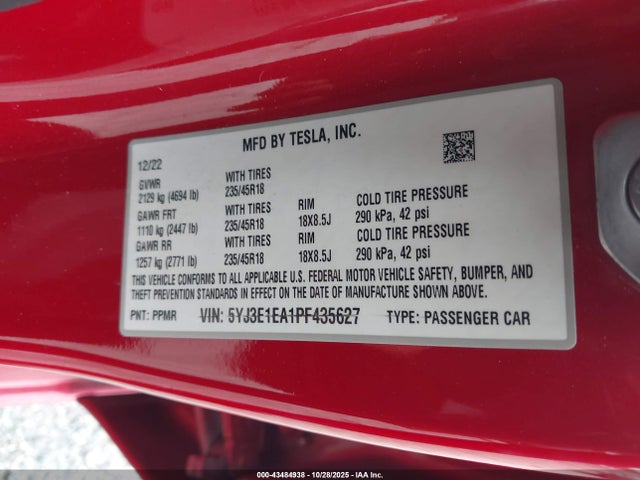 MFD BY TESLA, INC.
12/22
GVWR WITH TIRES
2129 kg (4694 lb) 235/45R18 RIM COLD TIRE PRESSURE
GAWR FRT WITH TIRES 18X8.5J 290 kPa, 42 psi
1110 kg (2447 lb) 235/45R18 RIM COLD TIRE PRESSURE
GAWR RR WITH TIRES 18X8.5J 290 kPa, 42 psi
1257 kg (2771 lb) 235/45R18
THIS VEHICLE CONFORMS TO ALL APPLICABLE U.S. FEDERAL MOTOR VEHICLE SAFETY, BUMPER, AND
THEFT PREVENTION STANDARDS IN EFFECT ON THE DATE OF MANUFACTURE SHOWN ABOVE.
PNT: PPMR VIN: 5YJ3E1EA1PF435627 TYPE: PASSENGER CAR
000-43484938 - 10/28/2025 - IAA Inc.